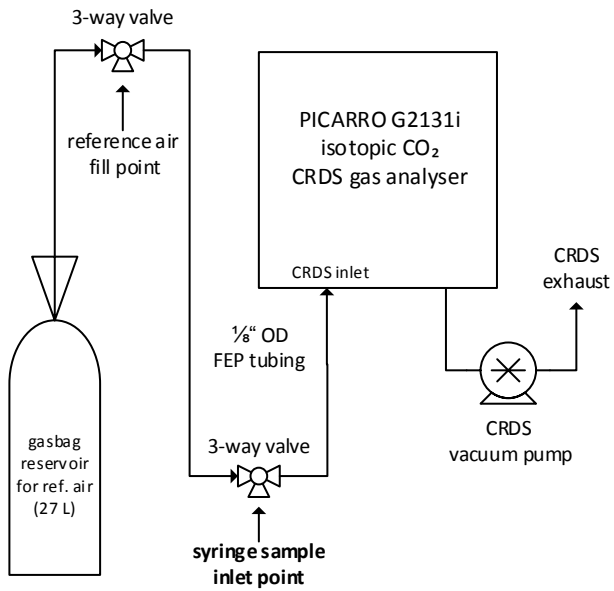 3-way valve
reference air
fill point
PICARRO G2131i
isotopic CO₂
CRDS gas analyser
CRDS inlet
CRDS
exhaust
⅛“ OD
FEP tubing
gasbag
reservoir
for ref. air
(27 L)
3-way valve
CRDS
vacuum pump
syringe sample
inlet point